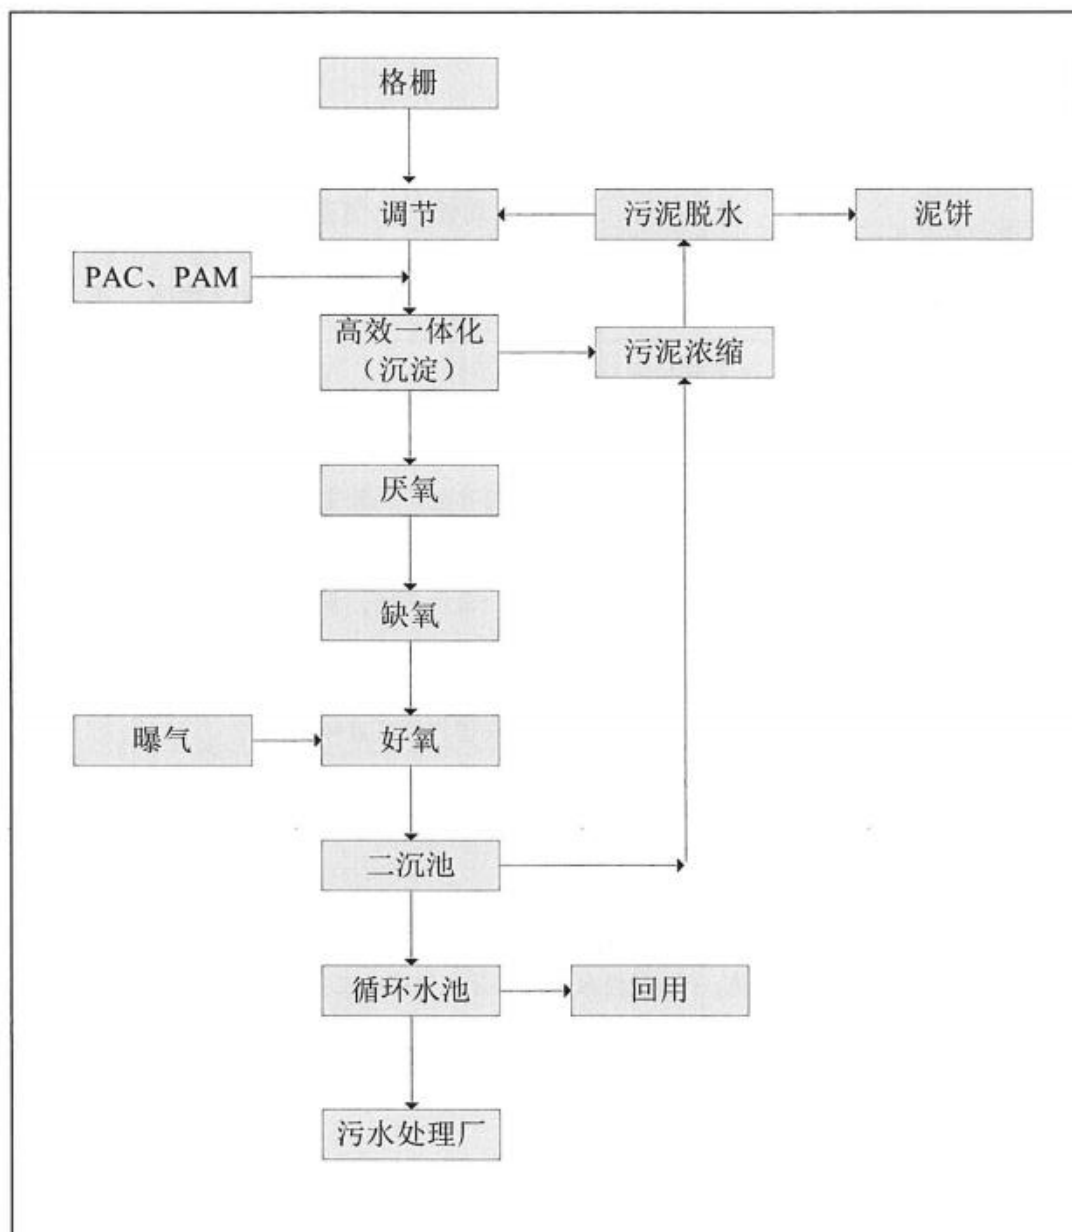 格栅
调节
污泥脱水
泥饼
PAC、PAM
高效一体化
（沉淀）
污泥浓缩
厌氧
缺氧
曝气
好氧
二沉池
循环水池
回用
污水处理厂